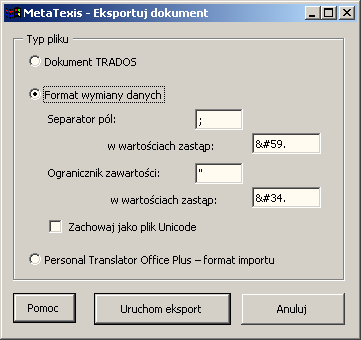 MetaTexis - Eksportuj dokument
Typ pliku
Dokument TRADOS
Format wymiany danych
Separator pól: ;
w wartościach zastąp: &#59.
Ogranicznik zawartości: "
w wartościach zastąp: &#34.
Zachowaj jako plik Unicode
Personal Translator Office Plus – format importu
Pomoc Uruchom eksport Anuluj